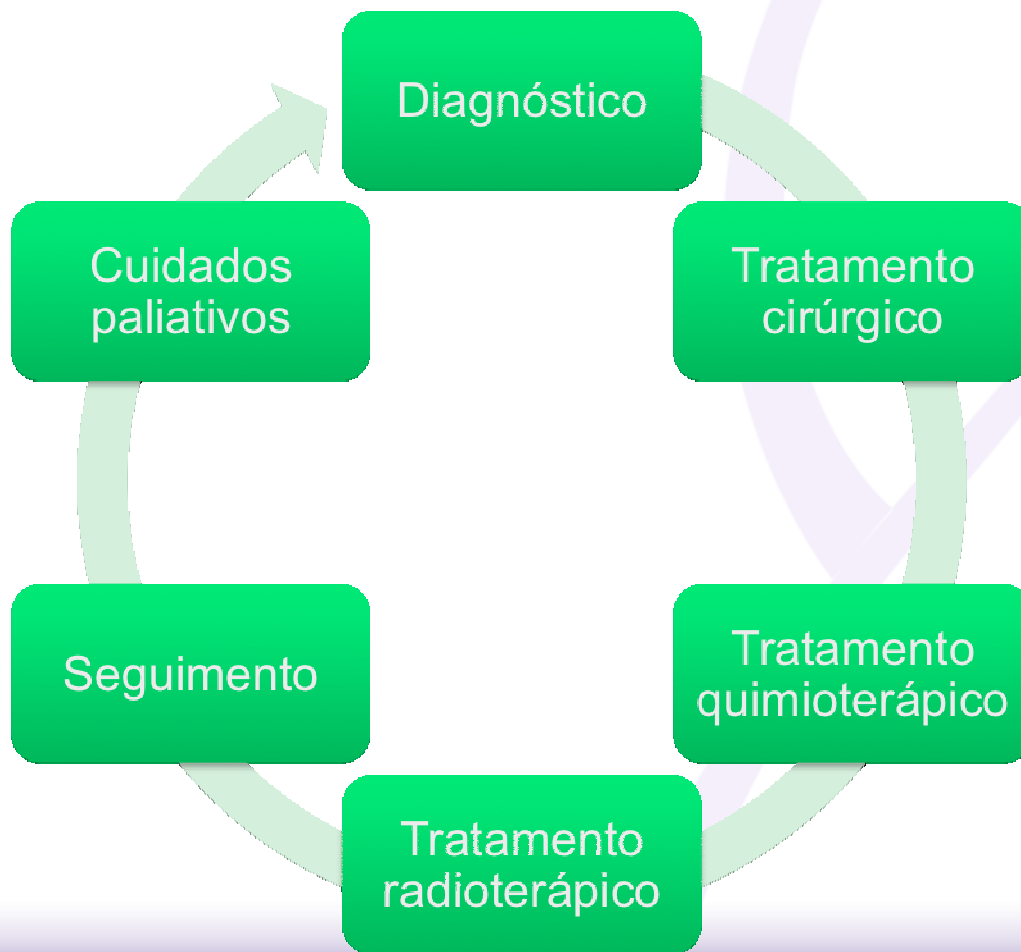 Diagnóstico
Tratamento
cirúrgico
Tratamento
quimioterápico
Tratamento
radioterápico
Seguimento
Cuidados
paliativos